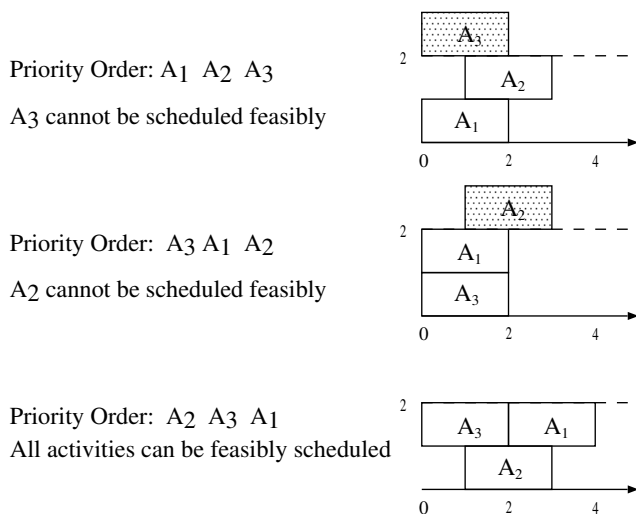 Priority Order: A1 A2 A3
A3 cannot be scheduled feasibly
A3
2
A2
A1
0 2 4
Priority Order: A3 A1 A2
A2 cannot be scheduled feasibly
A2
2
A1
A3
0 2 4
Priority Order: A2 A3 A1
All activities can be feasibly scheduled
2
A3 A1
A2
0 2 4